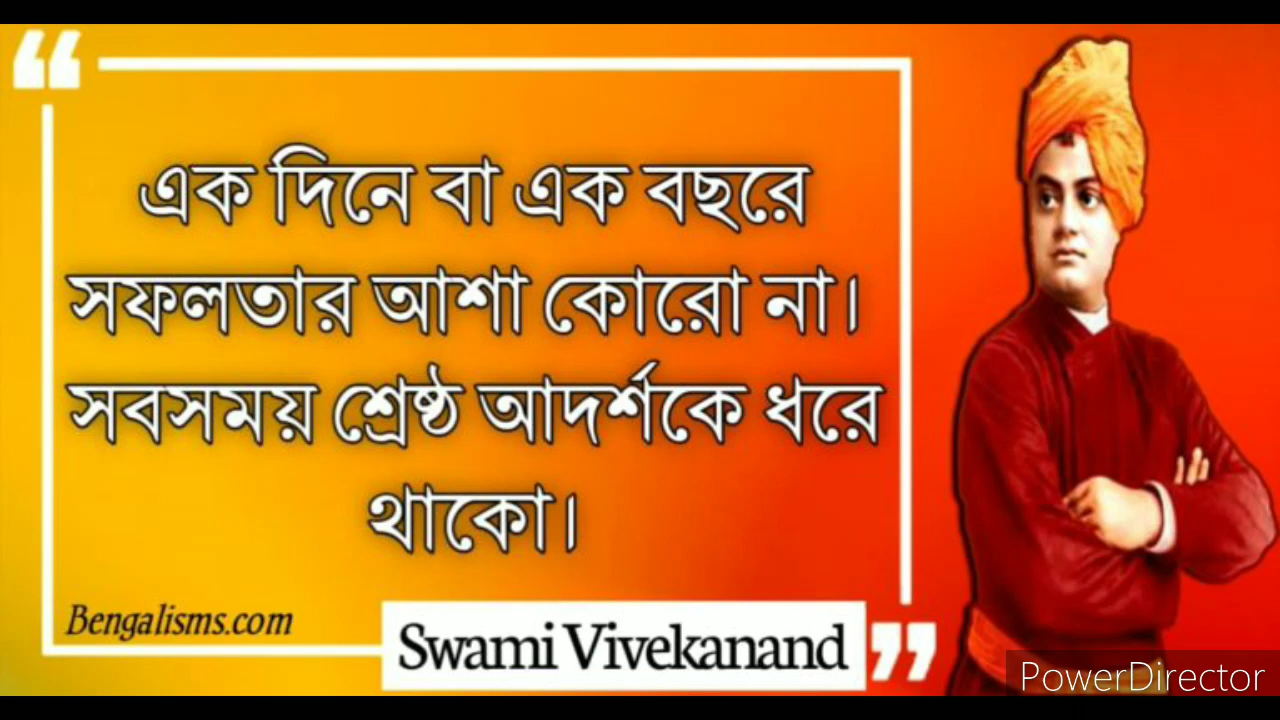 “
এক দিনে বা এক বছরে
সফলতার আশা কোরো না।
সবসময় শ্রেষ্ঠ আদর্শকে ধরে
থাকো।
Bengalisms.com
Swami Vivekanand
”
PowerDirector